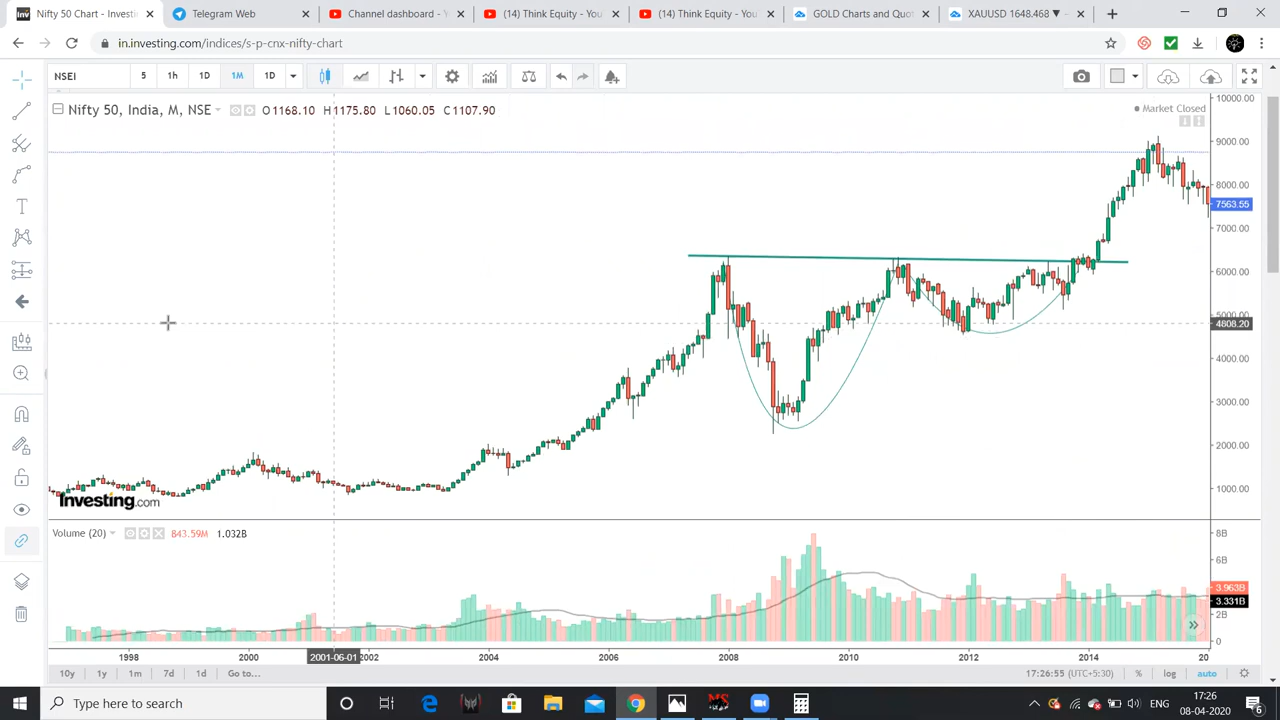 Nifty 50 Chart - Investi
Telegram Web
Channel dashboard - Y
(14) Think Equity - You
(14) Think Equity - You
GOLD Charts and Quot
XAUUSD 1648.468 ▼
in.investing.com/indices/s-p-cnx-nifty-chart
NSEI
5
1h
1D
1M
1D
Nifty 50, India, M, NSE
O1168.10 H1175.80 L1060.05 C1107.90
Market Closed
10000.00
9000.00
8000.00
7563.55
7000.00
6000.00
5000.00
4808.20
4000.00
3000.00
2000.00
1000.00
Investing.com
Volume (20)
843.59M 1.032B
8B
6B
3.963B
3.331B
2B
0
1998
2000
2001-06-01
2002
2004
2006
2008
2010
2012
2014
20
10y
1y
1m
7d
1d
Go to...
17:26:55 (UTC+5:30)
%
log
auto
Type here to search
ENG
17:26
08-04-2020
6